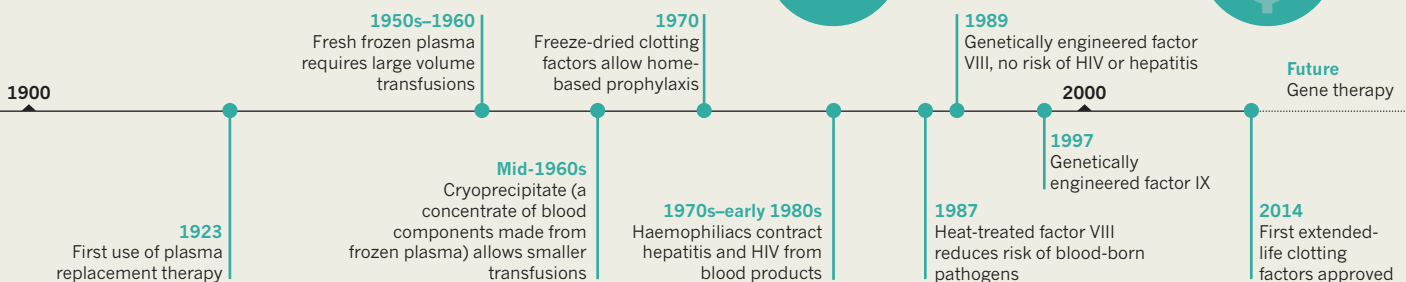 1950s–1960
Fresh frozen plasma
requires large volume
transfusions
1970
Freeze-dried clotting
factors allow home-
based prophylaxis
1989
Genetically engineered factor
VIII, no risk of HIV or hepatitis
Future
Gene therapy
1900
2000
1923
First use of plasma
replacement therapy
Mid-1960s
Cryoprecipitate (a
concentrate of blood
components made from
frozen plasma) allows smaller
transfusions
1970s–early 1980s
Haemophiliacs contract
hepatitis and HIV from
blood products
1987
Heat-treated factor VIII
reduces risk of blood-born
pathogens
1997
Genetically
engineered factor IX
2014
First extended-
life clotting
factors approved